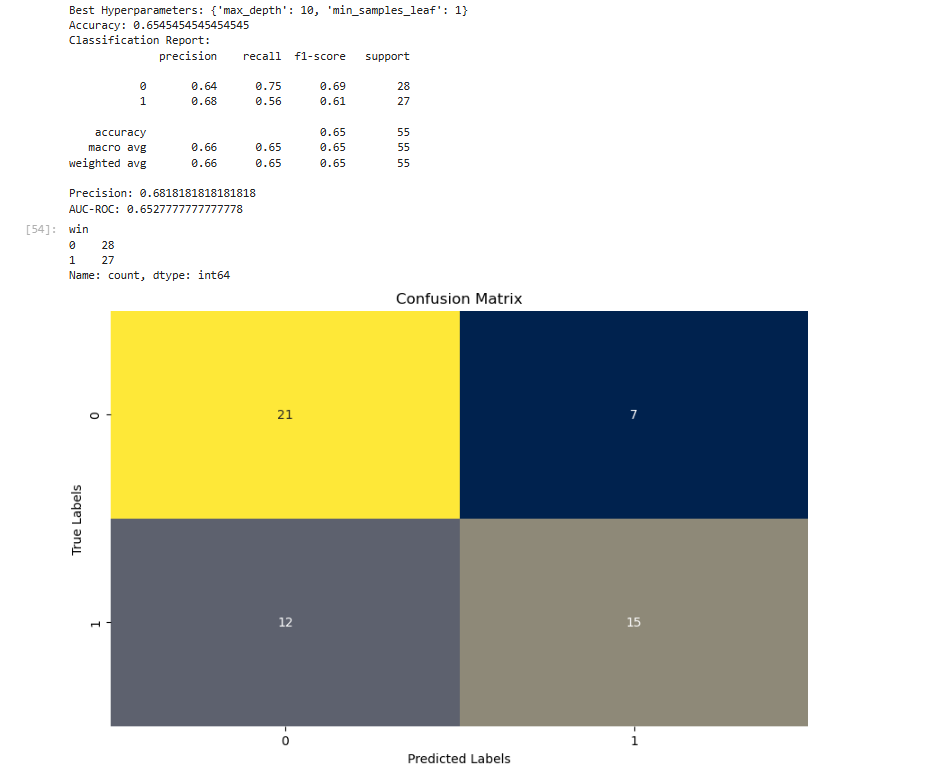 Best Hyperparameters: {'max_depth': 10, 'min_samples_leaf': 1}
Accuracy: 0.6545454545454545
Classification Report:
precision recall f1-score support
0 0.64 0.75 0.69 28
1 0.68 0.56 0.61 27
accuracy 0.65 55
macro avg 0.66 0.65 0.65 55
weighted avg 0.66 0.65 0.65 55
Precision: 0.6818181818181818
AUC-ROC: 0.6527777777777778
[54]: win
0 28
1 27
Name: count, dtype: int64
Confusion Matrix
0 21 7
True Labels
1 12 15
0 1
Predicted Labels